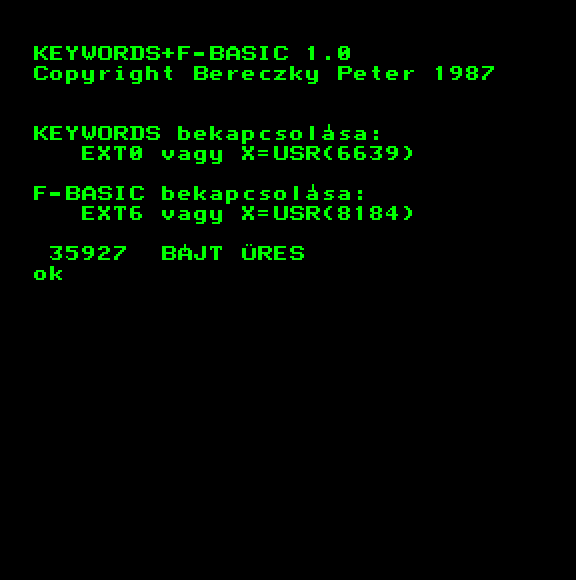 KEYWORDS+F-BASIC 1.0
Copyright Bereczky Peter 1987
KEYWORDS bekapcsolása:
EXT0 vagy X=USR(6639)
F-BASIC bekapcsolása:
EXT6 vagy X=USR(8184)
35927 BÁJT ÜRES
ok